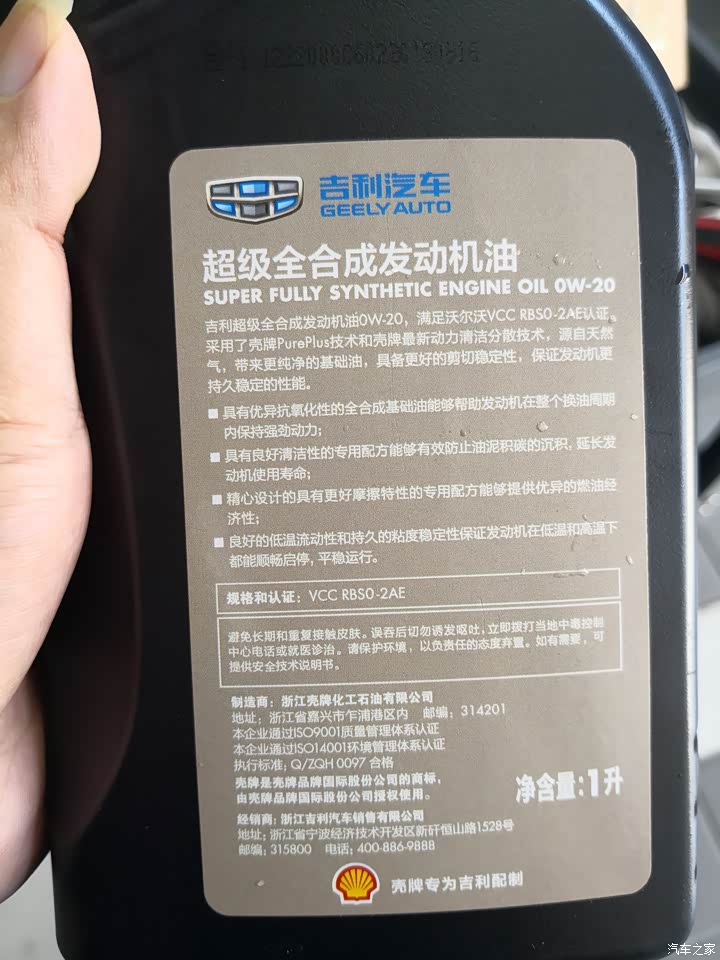 吉利汽车
GEELY AUTO
超级全合成发动机油
SUPER FULLY SYNTHETIC ENGINE OIL 0W-20
吉利超级全合成发动机油0W-20，满足沃尔沃VCC RBS0-2AE认证。
采用了壳牌PurePlus技术和壳牌最新动力清洁分散技术，源自天然
气，带来更纯净的基础油，具备更好的剪切稳定性，保证发动机更
持久稳定的性能。
■ 具有优异抗氧化性的全合成基础油能够帮助发动机在整个换油周期
内保持强劲动力；
■ 具有良好清洁性的专用配方能够有效防止油泥积碳的沉积，延长发
动机使用寿命；
■ 精心设计的具有更好摩擦特性的专用配方能够提供优异的燃油经
济性；
■ 良好的低温流动性和持久的粘度稳定性保证发动机在低温和高温下
都能顺畅启停，平稳运行。
规格和认证：VCC RBS0-2AE
避免长期和重复接触皮肤。误吞后切勿诱发呕吐，立即拨打当地中毒控制
中心电话或就医诊治。请保护环境，以负责任的态度弃置。如有需要，可
提供安全技术说明书。
制造商：浙江壳牌化工石油有限公司
地址：浙江省嘉兴市乍浦港区内 邮编：314201
本企业通过ISO9001质量管理体系认证
本企业通过ISO14001环境管理体系认证
执行标准：Q/ZQH 0097 合格
壳牌是壳牌品牌国际股份公司的商标，
由壳牌品牌国际股份公司授权使用。
净含量:1升
经销商：浙江吉利汽车销售有限公司
地址：浙江省宁波经济技术开发区新矸恒山路1528号
邮编：315800 电话：400-886-9888
壳牌专为吉利配制
汽车之家